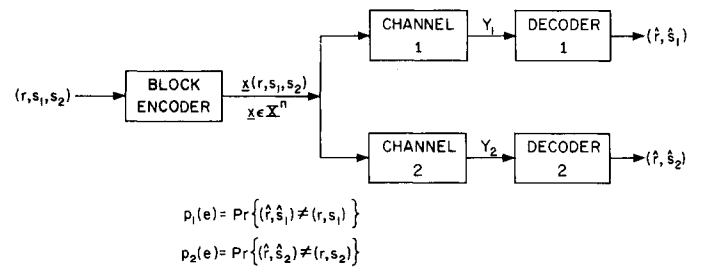 (r,s₁,s₂)
BLOCK
ENCODER
x(r,s₁,s₂)
x ϵ Xⁿ
CHANNEL
1
Y₁
DECODER
1
(r̂,ŝ₁)
CHANNEL
2
Y₂
DECODER
2
(r̂,ŝ₂)
p₁(e)= Pr{(r̂,ŝ₁)≠(r,s₁)}
p₂(e)= Pr{(r̂,ŝ₂)≠(r,s₂)}